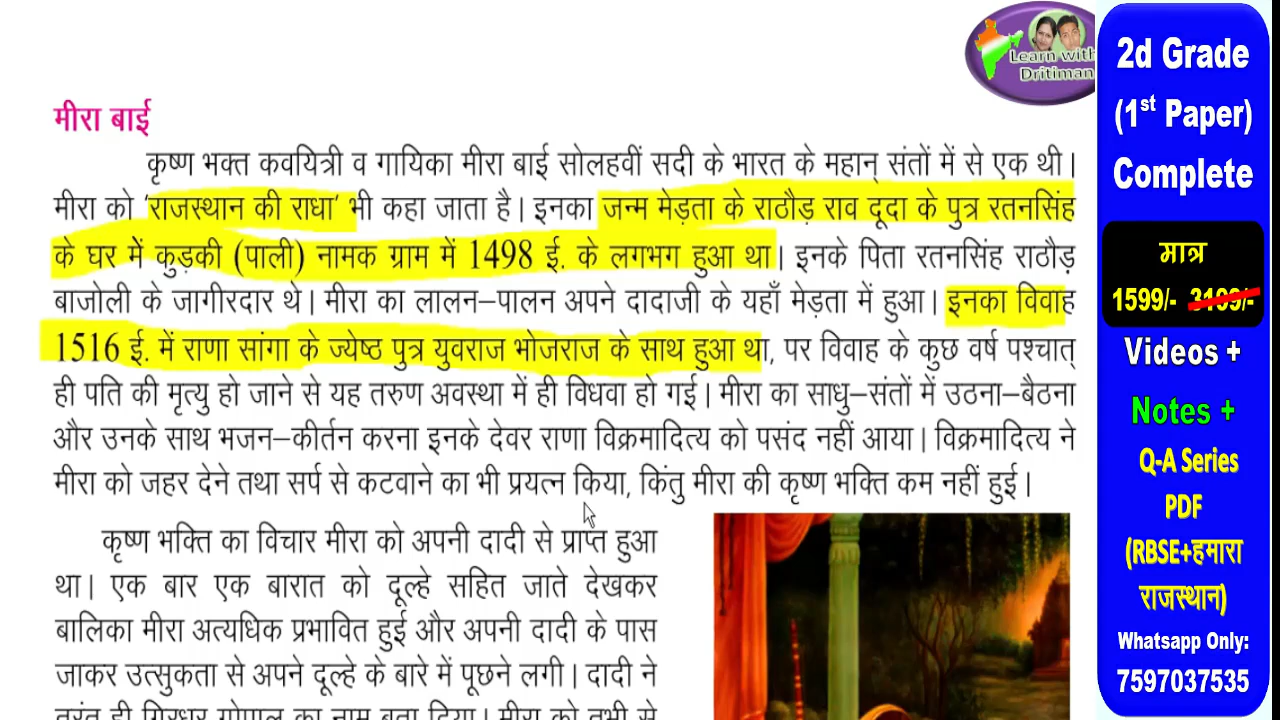 Learn with
Dritiman
मीरा बाई
कृष्ण भक्त कवयित्री व गायिका मीरा बाई सोलहवीं सदी के भारत के महान् संतों में से एक थी।
मीरा को 'राजस्थान की राधा' भी कहा जाता है। इनका जन्म मेड़ता के राठौड़ राव दूदा के पुत्र रतनसिंह
के घर में कुड़की (पाली) नामक ग्राम में 1498 ई. के लगभग हुआ था। इनके पिता रतनसिंह राठौड़
बाजोली के जागीरदार थे। मीरा का लालन-पालन अपने दादाजी के यहाँ मेड़ता में हुआ। इनका विवाह
1516 ई. में राणा सांगा के ज्येष्ठ पुत्र युवराज भोजराज के साथ हुआ था, पर विवाह के कुछ वर्ष पश्चात्
ही पति की मृत्यु हो जाने से यह तरुण अवस्था में ही विधवा हो गई। मीरा का साधु-संतों में उठना-बैठना
और उनके साथ भजन-कीर्तन करना इनके देवर राणा विक्रमादित्य को पसंद नहीं आया। विक्रमादित्य ने
मीरा को जहर देने तथा सर्प से कटवाने का भी प्रयत्न किया, किंतु मीरा की कृष्ण भक्ति कम नहीं हुई।
कृष्ण भक्ति का विचार मीरा को अपनी दादी से प्राप्त हुआ
था। एक बार एक बारात को दूल्हे सहित जाते देखकर
बालिका मीरा अत्यधिक प्रभावित हुई और अपनी दादी के पास
जाकर उत्सुकता से अपने दूल्हे के बारे में पूछने लगी। दादी ने
तुरंत ही गिरधर गोपाल का नाम बता दिया। मीरा को तभी से
2d Grade
(1st Paper)
Complete
मात्र
1599/- 3199/-
Videos +
Notes +
Q-A Series
PDF
(RBSE+हमारा
राजस्थान)
Whatsapp Only:
7597037535